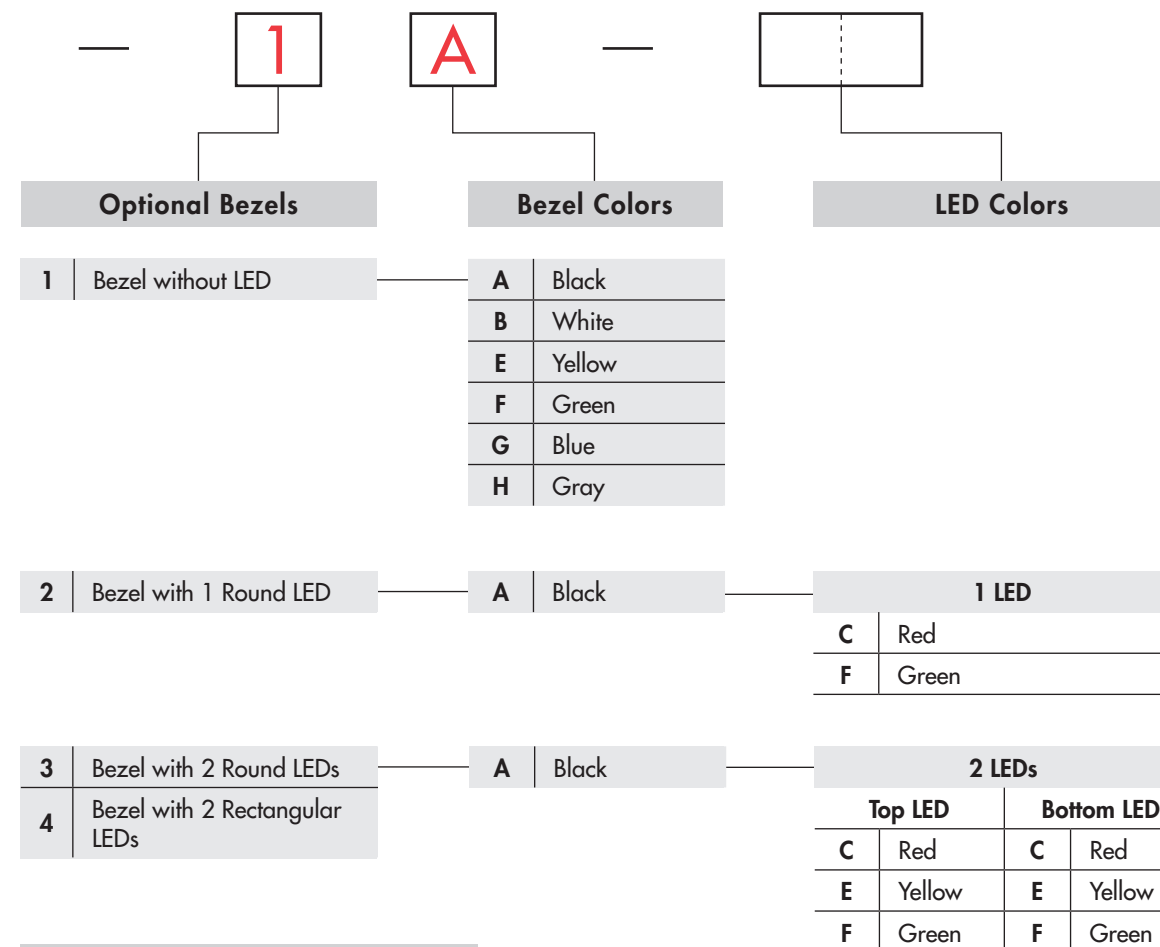 — 1 A —
Optional Bezels Bezel Colors LED Colors
1 Bezel without LED A Black
B White
E Yellow
F Green
G Blue
H Gray
2 Bezel with 1 Round LED A Black 1 LED
C Red
F Green
3 Bezel with 2 Round LEDs A Black 2 LEDs
4 Bezel with 2 Rectangular
LEDs
Top LED Bottom LED
C Red C Red
E Yellow E Yellow
F Green F Green